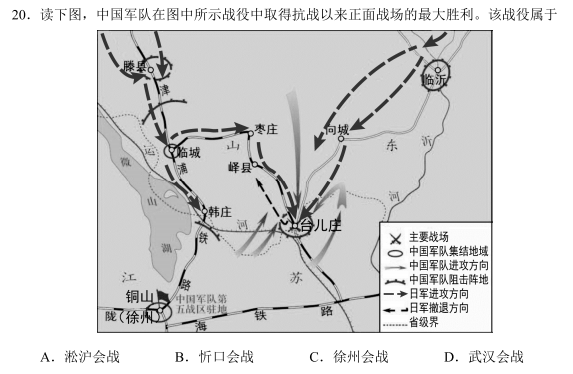 20．读下图，中国军队在图中所示战役中取得抗战以来正面战场的最大胜利。该战役属于
滕县
临沂
津
枣庄
向城
沂
运
临城
山
东
微
浦
峄县
山
韩庄
河
河
台儿庄
湖
铁
主要战场
中国军队集结地域
江
苏
中国军队进攻方向
路
中国军队阻击阵地
铜山
中国军队第
五战区驻地
日军进攻方向
陇
(徐州)
铁
路
日军撤退方向
海
省级界
A．淞沪会战 B．忻口会战 C．徐州会战 D．武汉会战